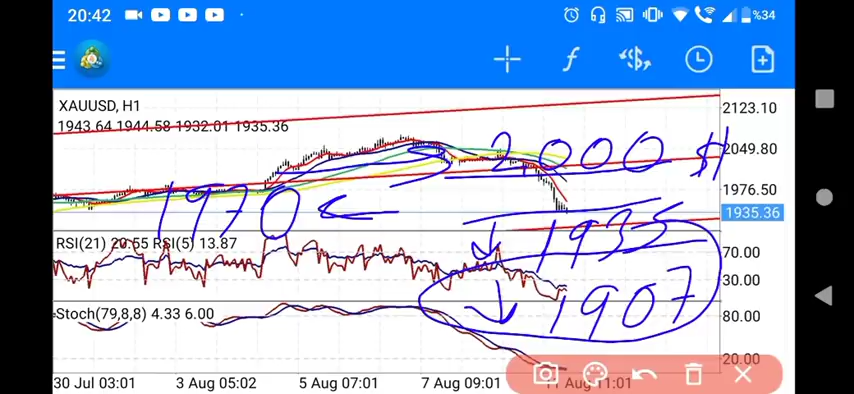 20:42
%34
XAUUSD, H1
1943.64 1944.58 1932.01 1935.36
2123.10
2049.80
1976.50
1935.36
2,000 $
1970
1935
1907
RSI(21) 20.55 RSI(5) 13.87
70.00
30.00
Stoch(79,8,8) 4.33 6.00
80.00
20.00
30 Jul 03:01 3 Aug 05:02 5 Aug 07:01 7 Aug 09:01 11 Aug 11:01